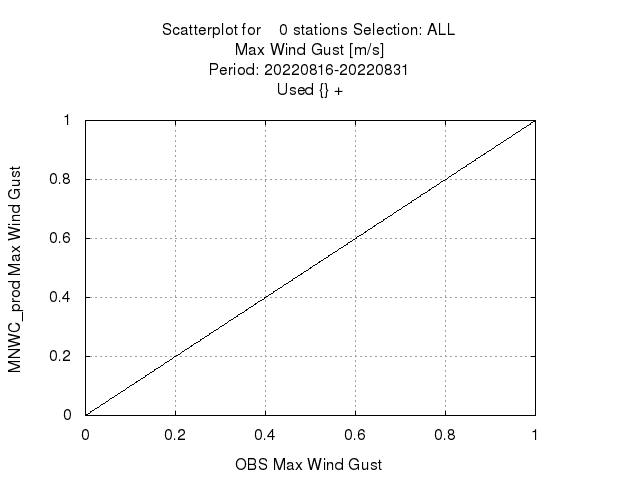 Scatterplot for    0 stations Selection: ALL
Max Wind Gust [m/s]
Period: 20220816-20220831
Used {} +
1
0.8
0.6
0.4
0.2
0
MNWC_prod Max Wind Gust
0 0.2 0.4 0.6 0.8 1
OBS Max Wind Gust